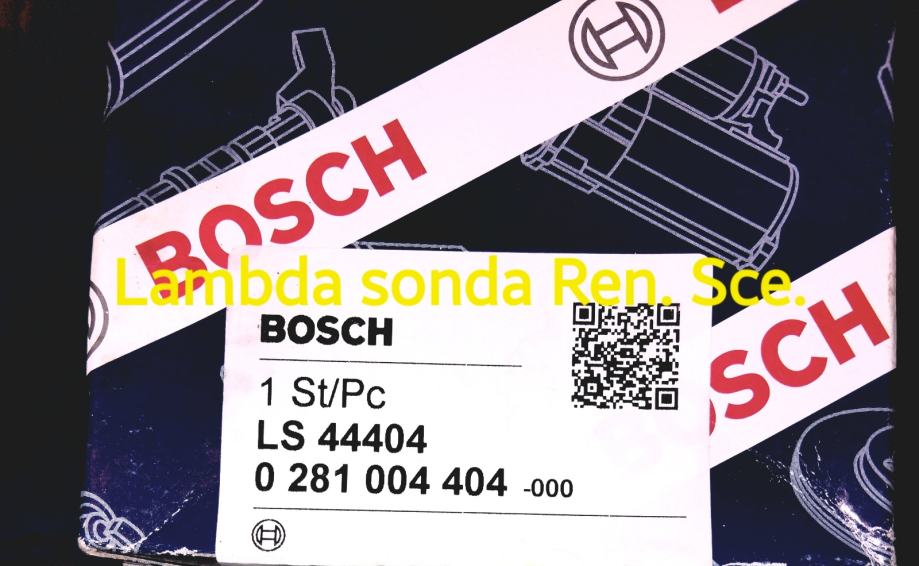 BOSCH
Lambda sonda Ren. Sce.
BOSCH
BOSCH
1 St/Pc
LS 44404
0 281 004 404 -000